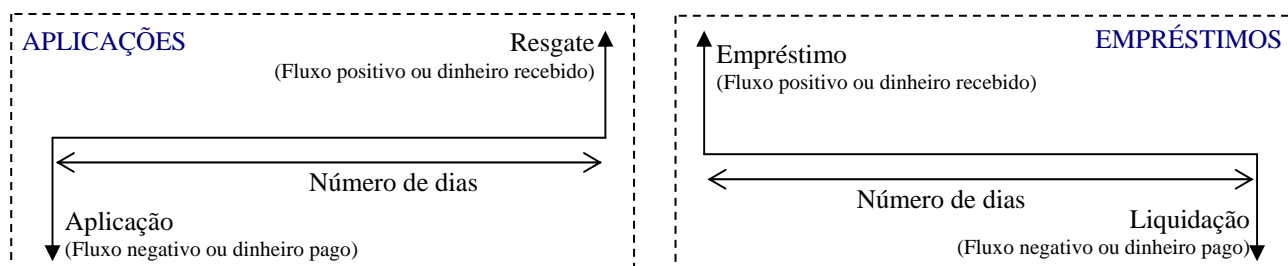 APLICAÇÕES
Resgate
(Fluxo positivo ou dinheiro recebido)
Número de dias
Aplicação
(Fluxo negativo ou dinheiro pago)
EMPRÉSTIMOS
Empréstimo
(Fluxo positivo ou dinheiro recebido)
Número de dias
Liquidação
(Fluxo negativo ou dinheiro pago)